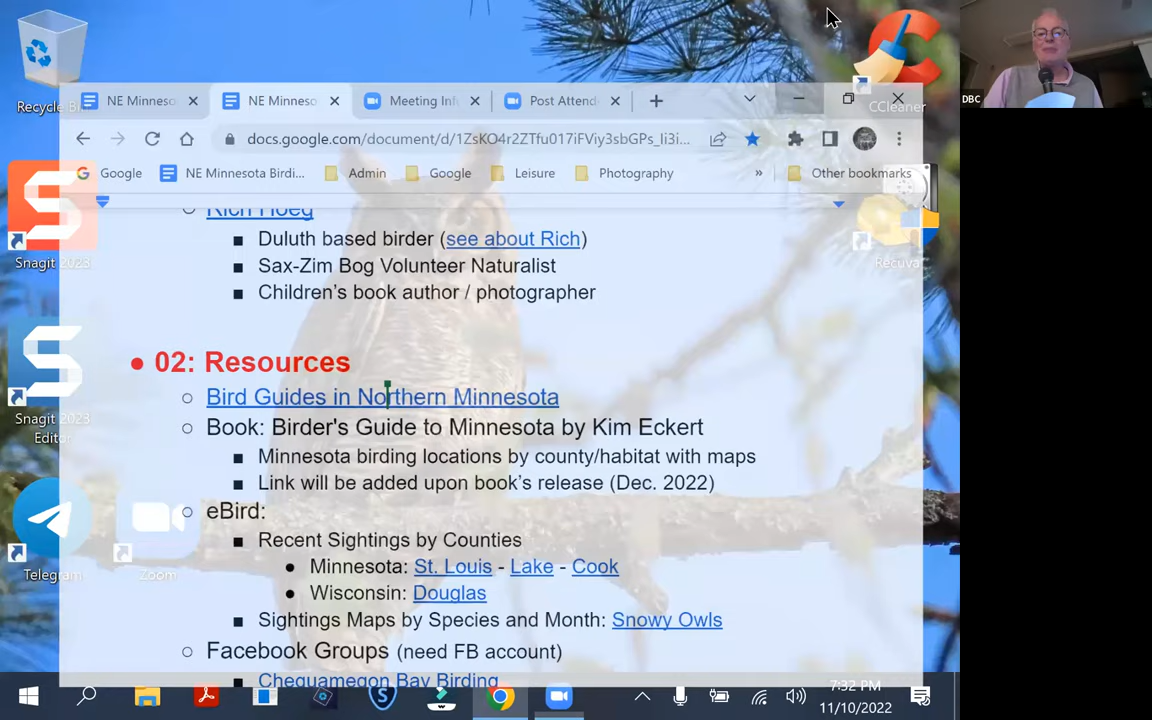 Recycle Bin
CCleaner
DBC
NE Minneso
NE Minneso
Meeting Inf
Post Attend
docs.google.com/document/d/1ZsKO4r2ZTfu017iFViy3sbGPs_Ii3i...
Google
NE Minnesota Birdi...
Admin
Google
Leisure
Photography
»
Other bookmarks
Rich Hoeg
Duluth based birder (see about Rich)
Sax-Zim Bog Volunteer Naturalist
Children's book author / photographer
Snagit 2023
Recuva
02: Resources
Bird Guides in Northern Minnesota
Book: Birder's Guide to Minnesota by Kim Eckert
Minnesota birding locations by county/habitat with maps
Link will be added upon book's release (Dec. 2022)
Snagit 2023
Editor
eBird:
Recent Sightings by Counties
Minnesota: St. Louis - Lake - Cook
Wisconsin: Douglas
Sightings Maps by Species and Month: Snowy Owls
Telegram
Zoom
Facebook Groups (need FB account)
Chequamegon Bay Birding
7:32 PM
11/10/2022